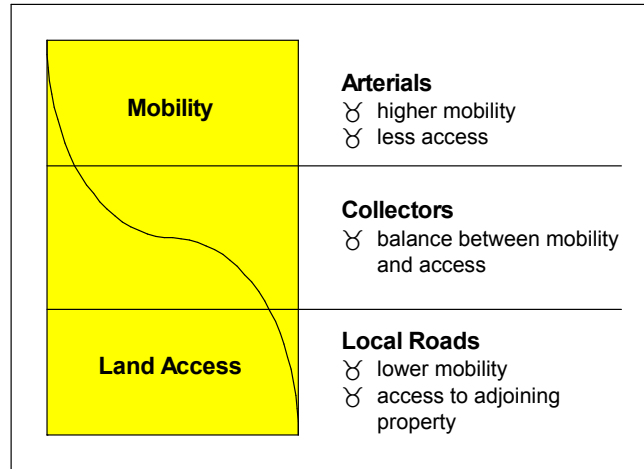 Mobility
Arterials
♉ higher mobility
♉ less access
Collectors
♉ balance between mobility
and access
Land Access
Local Roads
♉ lower mobility
♉ access to adjoining
property